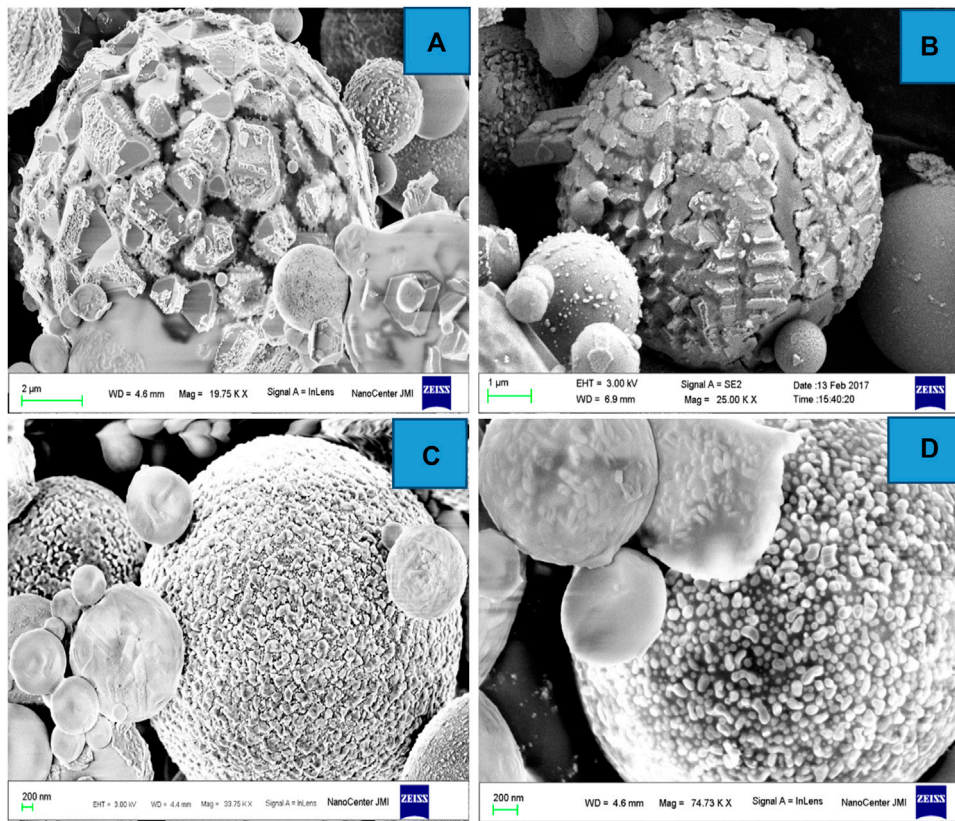 A
2 µm
WD = 4.6 mm Mag = 19.75 K X Signal A = InLens NanoCenter JMI
ZEISS
B
1 µm
EHT = 3.00 kV Signal A = SE2 Date :13 Feb 2017
WD = 6.9 mm Mag = 25.00 K X Time :15:40:20
ZEISS
C
200 nm
EHT = 3.00 kV WD = 4.4 mm Mag = 33.75 K X Signal A = InLens NanoCenter JMI
ZEISS
D
200 nm
WD = 4.6 mm Mag = 74.73 K X Signal A = InLens NanoCenter JMI
ZEISS